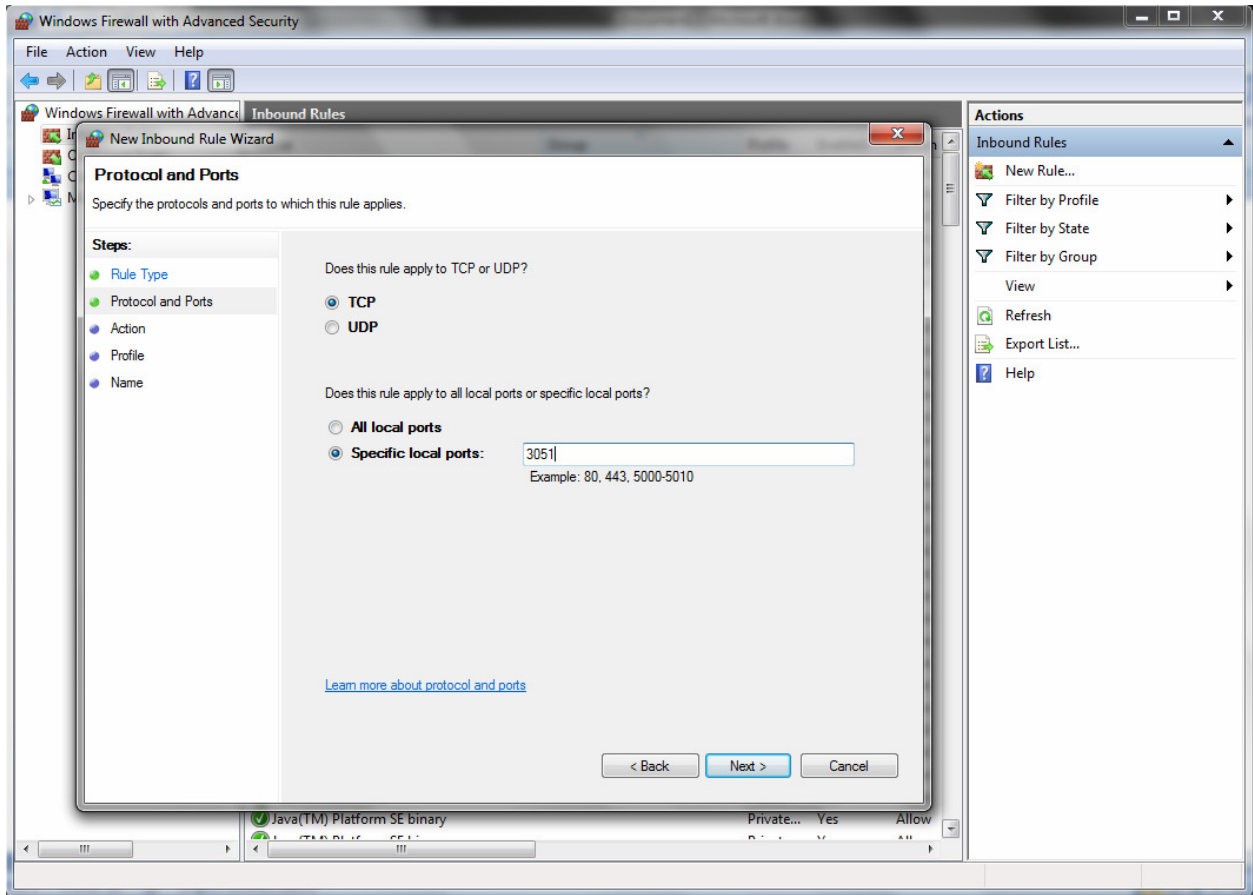 Windows Firewall with Advanced Security
File Action View Help
Windows Firewall with Advance
Inbound Rules
New Inbound Rule Wizard
Protocol and Ports
Specify the protocols and ports to which this rule applies.
Steps:
Rule Type
Protocol and Ports
Action
Profile
Name
Does this rule apply to TCP or UDP?
TCP
UDP
Does this rule apply to all local ports or specific local ports?
All local ports
Specific local ports: 3051
Example: 80, 443, 5000-5010
Learn more about protocol and ports
< Back Next > Cancel
Java(TM) Platform SE binary Private... Yes Allow
Actions
Inbound Rules
New Rule...
Filter by Profile
Filter by State
Filter by Group
View
Refresh
Export List...
Help